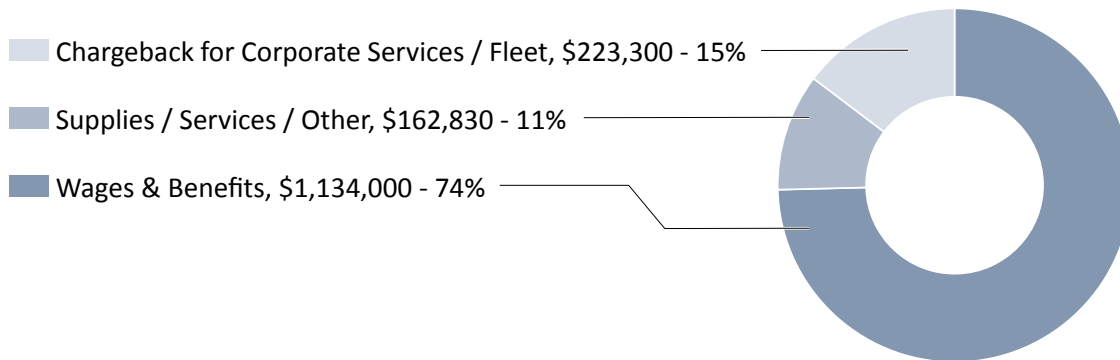 Chargeback for Corporate Services / Fleet, $223,300 - 15%
Supplies / Services / Other, $162,830 - 11%
Wages & Benefits, $1,134,000 - 74%